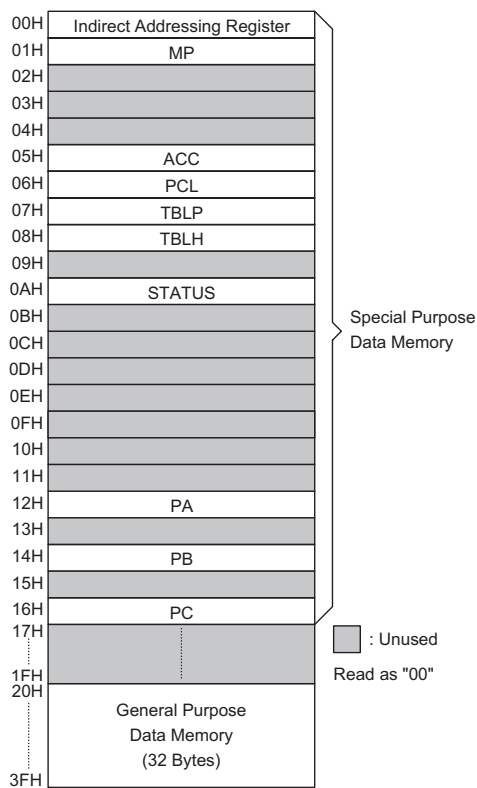 00H Indirect Addressing Register
01H MP
02H
03H
04H
05H ACC
06H PCL
07H TBLP
08H TBLH
09H
0AH STATUS
0BH
0CH
0DH
0EH
0FH
10H
11H
12H PA
13H
14H PB
15H
16H PC
17H
1FH
20H
General Purpose
Data Memory
(32 Bytes)
3FH
Special Purpose
Data Memory
: Unused
Read as "00"